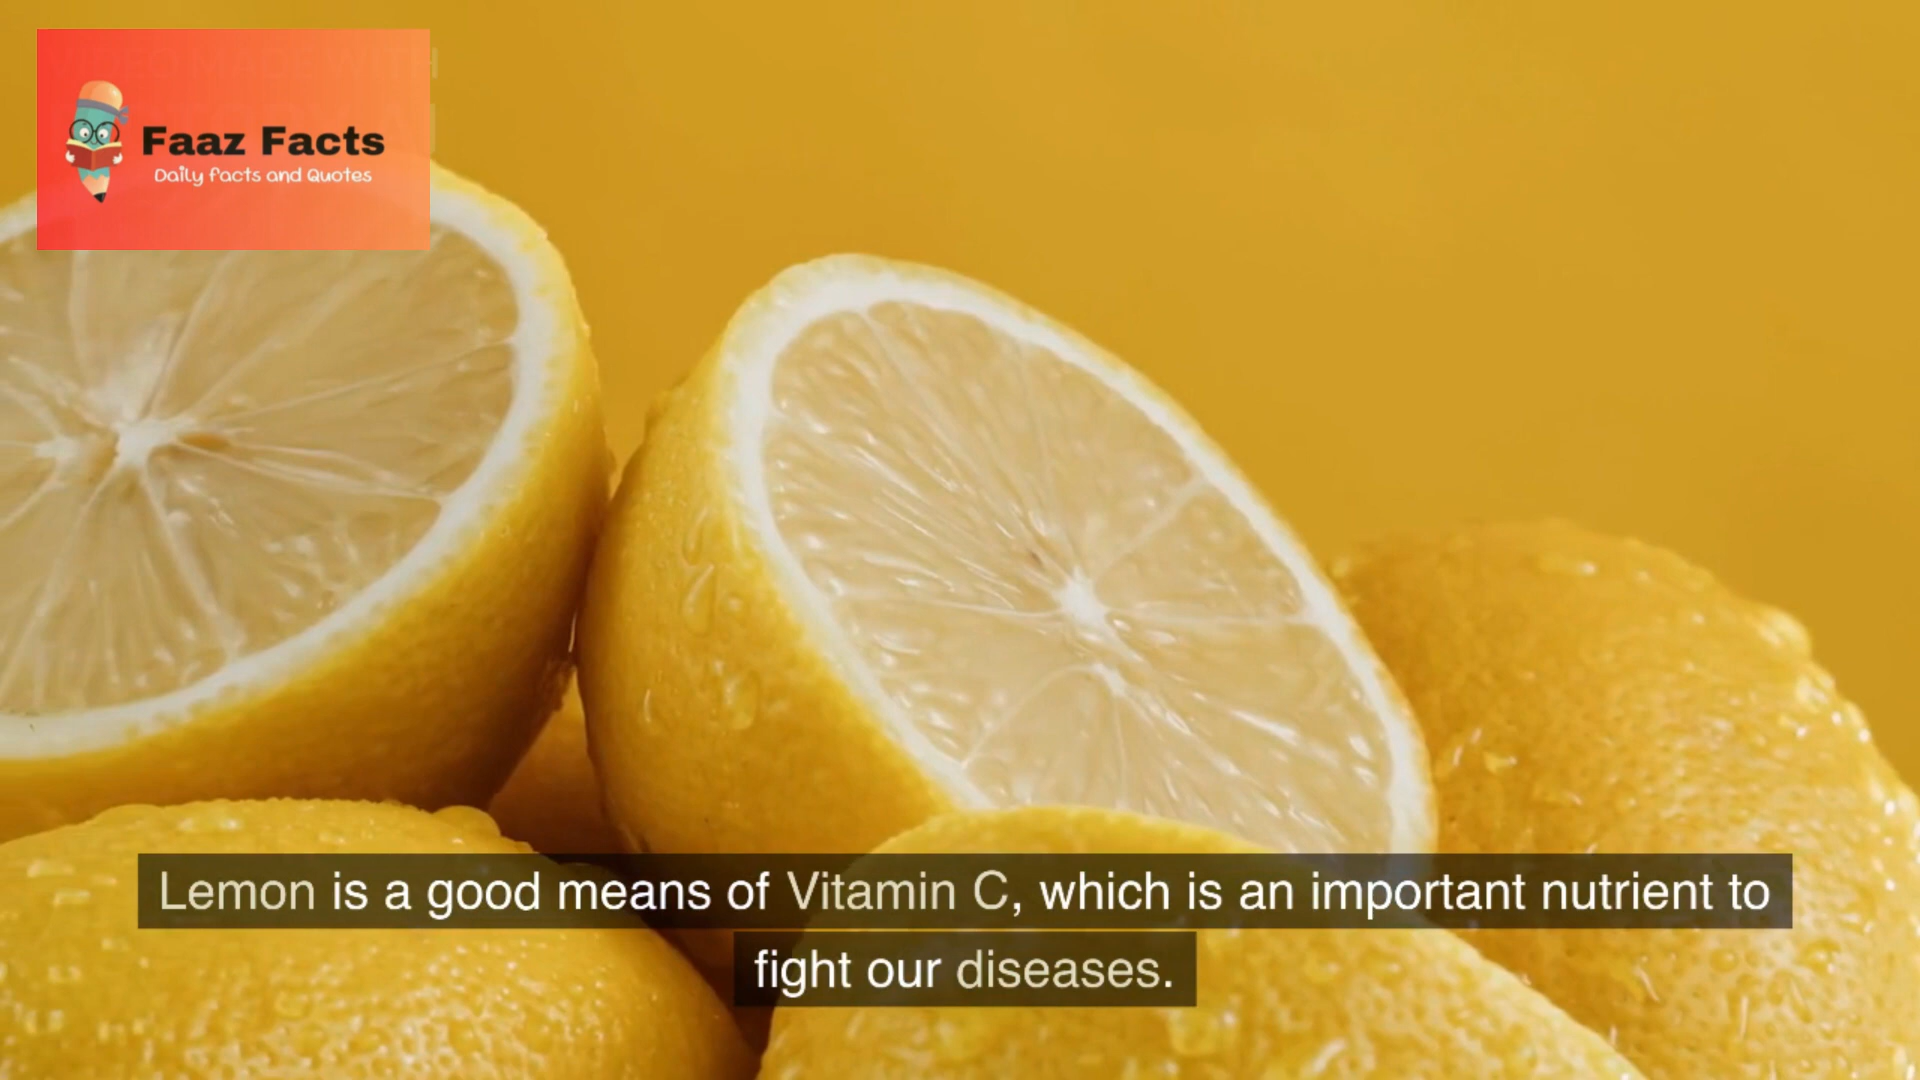 Faaz Facts
Daily facts and Quotes
Lemon is a good means of Vitamin C, which is an important nutrient to
fight our diseases.